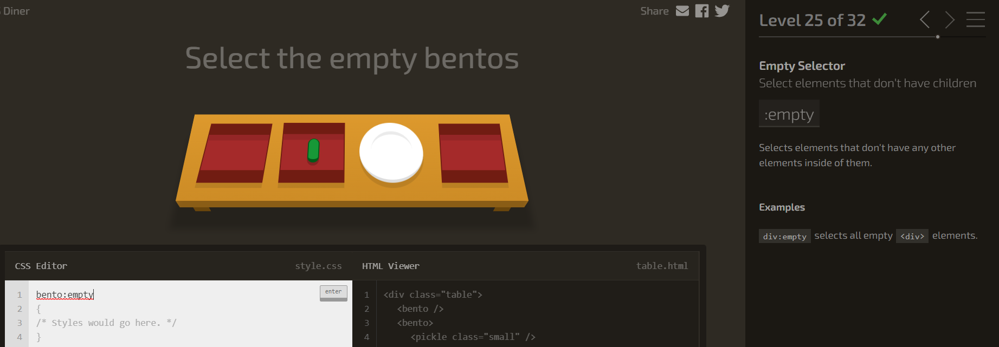 Diner
Share
Select the empty bentos
CSS Editor
style.css
HTML Viewer
table.html
1 bento:empty
enter
2 {
3 /* Styles would go here. */
4 }
1 <div class="table">
2 <bento />
3 <bento>
4 <pickle class="small" />
Level 25 of 32
Empty Selector
Select elements that don't have children
:empty
Selects elements that don't have any other
elements inside of them.
Examples
div:empty selects all empty <div> elements.